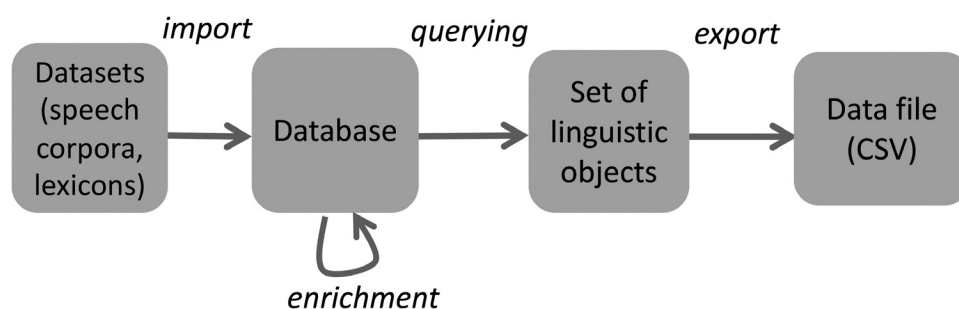 import
querying
export
Datasets
(speech
corpora,
lexicons)
Database
Set of
linguistic
objects
Data file
(CSV)
enrichment